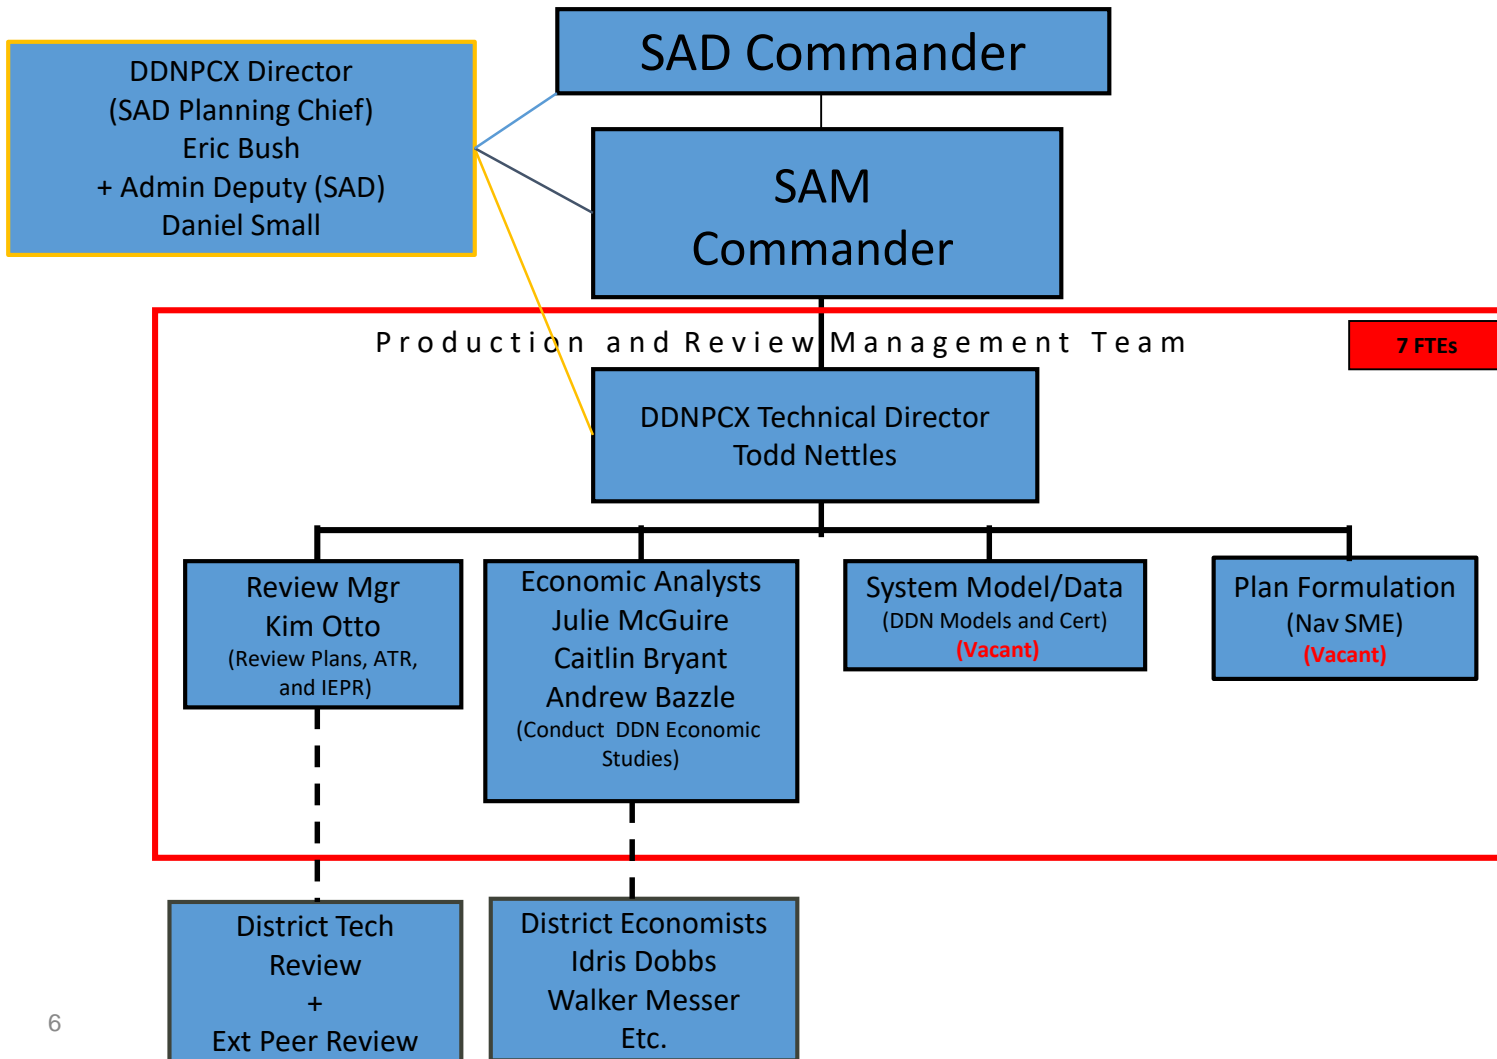 SAD Commander
DDNPCX Director
(SAD Planning Chief)
Eric Bush
+ Admin Deputy (SAD)
Daniel Small
SAM
Commander
Production and Review Management Team
7 FTEs
DDNPCX Technical Director
Todd Nettles
Review Mgr
Kim Otto
(Review Plans, ATR,
and IEPR)
Economic Analysts
Julie McGuire
Caitlin Bryant
Andrew Bazzle
(Conduct DDN Economic
Studies)
System Model/Data
(DDN Models and Cert)
(Vacant)
Plan Formulation
(Nav SME)
(Vacant)
District Tech
Review
+
Ext Peer Review
District Economists
Idris Dobbs
Walker Messer
Etc.
6